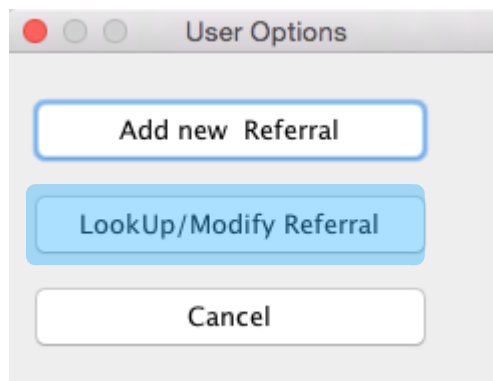 User Options
Add new  Referral
LookUp/Modify Referral
Cancel